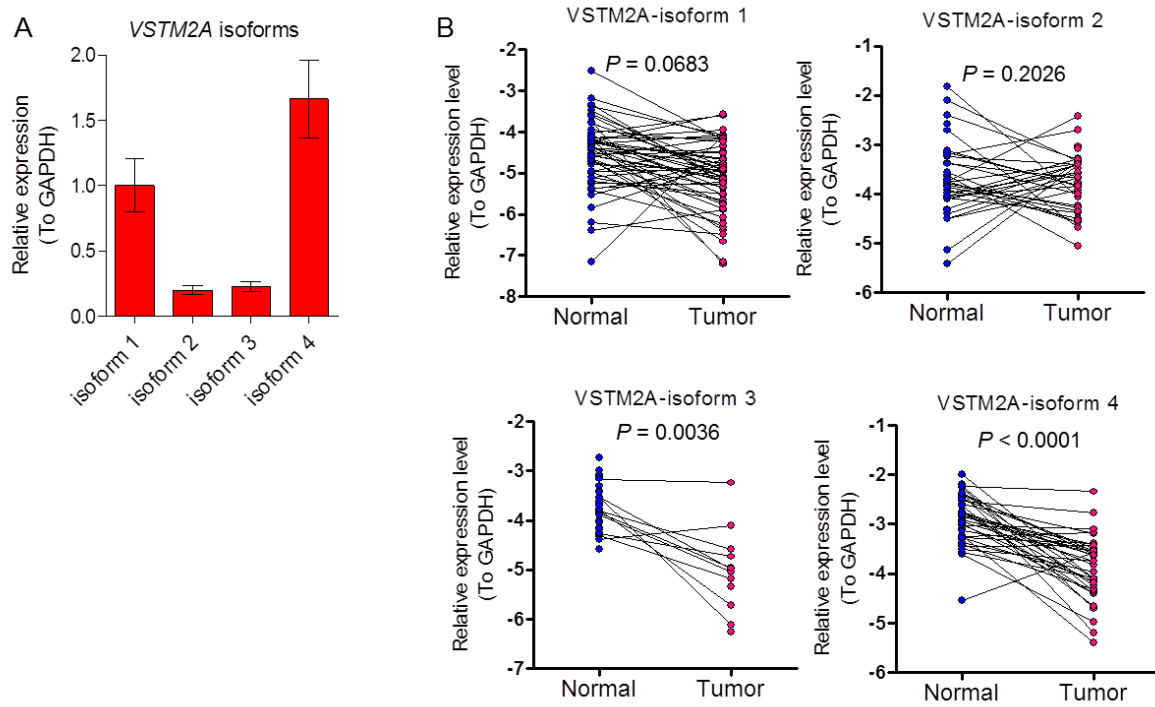 A
VSTM2A isoforms
Relative expression
(To GAPDH)
2.0
1.5
1.0
0.5
0.0
isoform 1
isoform 2
isoform 3
isoform 4
B
VSTM2A-isoform 1
P = 0.0683
Relative expression level
(To GAPDH)
-2
-3
-4
-5
-6
-7
-8
Normal
Tumor
VSTM2A-isoform 2
P = 0.2026
Relative expression level
(To GAPDH)
-1
-2
-3
-4
-5
-6
Normal
Tumor
VSTM2A-isoform 3
P = 0.0036
Relative expression level
(To GAPDH)
-2
-3
-4
-5
-6
-7
Normal
Tumor
VSTM2A-isoform 4
P < 0.0001
Relative expression level
(To GAPDH)
-1
-2
-3
-4
-5
-6
Normal
Tumor